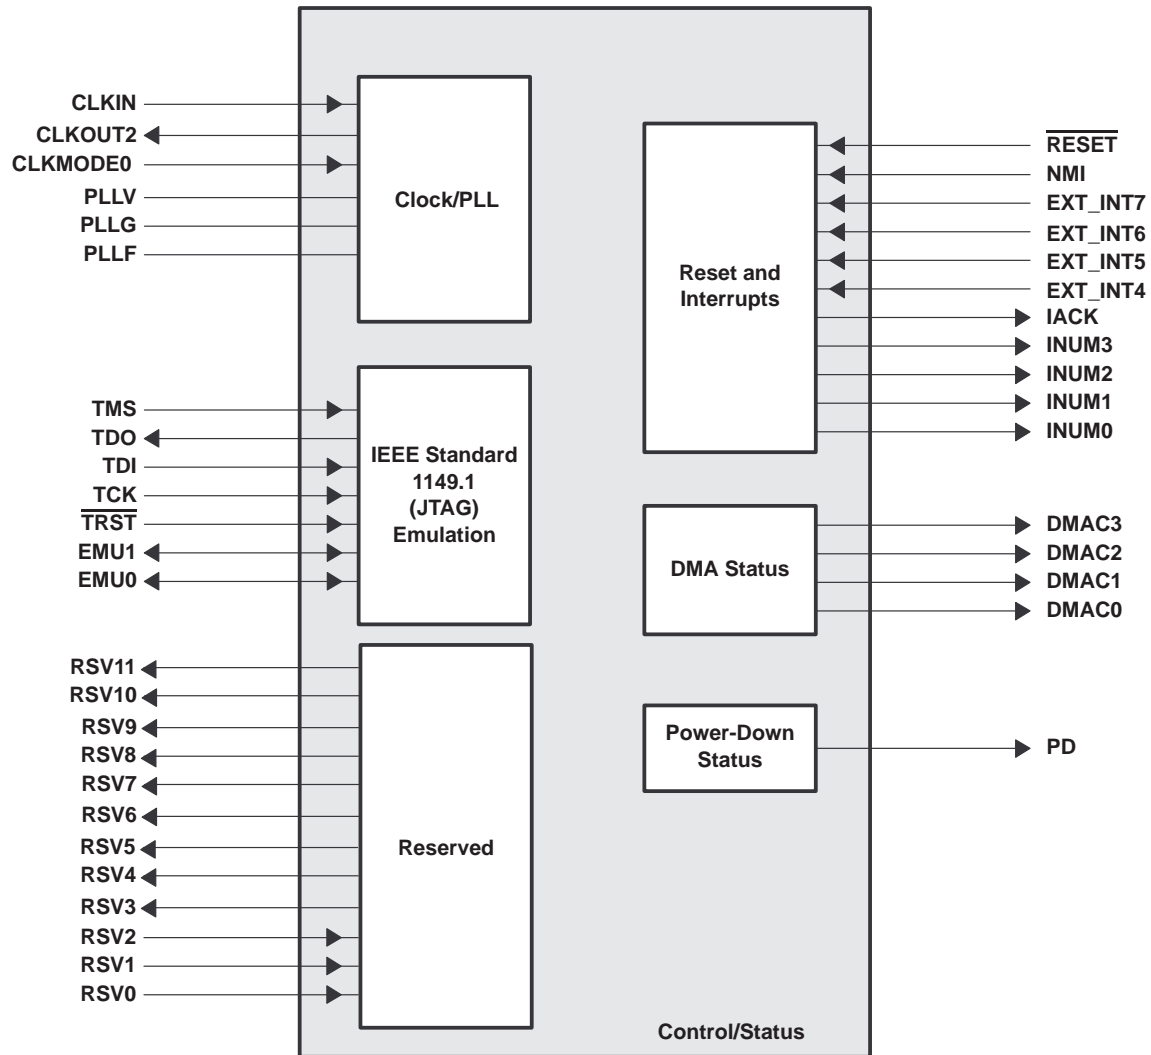 CLKIN
CLKOUT2
CLKMODE0
PLLV
PLLG
PLLF
Clock/PLL
TMS
TDO
TDI
TCK
TRST
EMU1
EMU0
IEEE Standard
1149.1
(JTAG)
Emulation
RSV11
RSV10
RSV9
RSV8
RSV7
RSV6
RSV5
RSV4
RSV3
RSV2
RSV1
RSV0
Reserved
Reset and
Interrupts
RESET
NMI
EXT_INT7
EXT_INT6
EXT_INT5
EXT_INT4
IACK
INUM3
INUM2
INUM1
INUM0
DMA Status
DMAC3
DMAC2
DMAC1
DMAC0
Power-Down
Status
PD
Control/Status